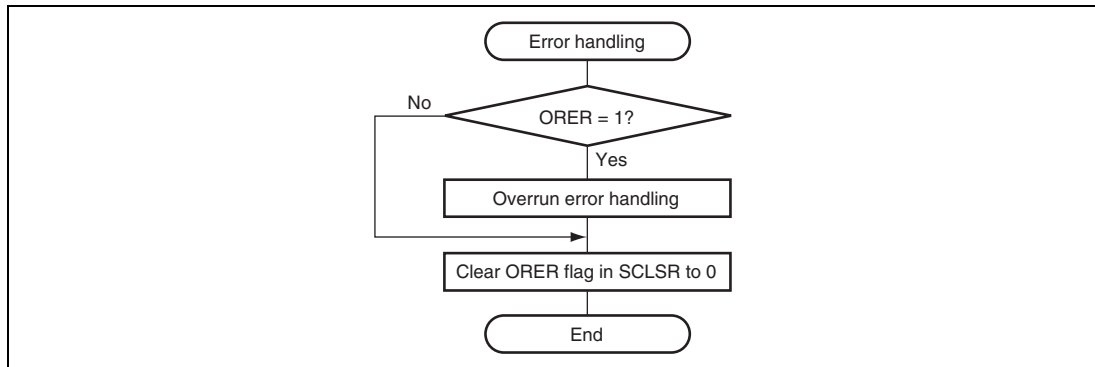 Error handling
No
ORER = 1?
Yes
Overrun error handling
Clear ORER flag in SCLSR to 0
End